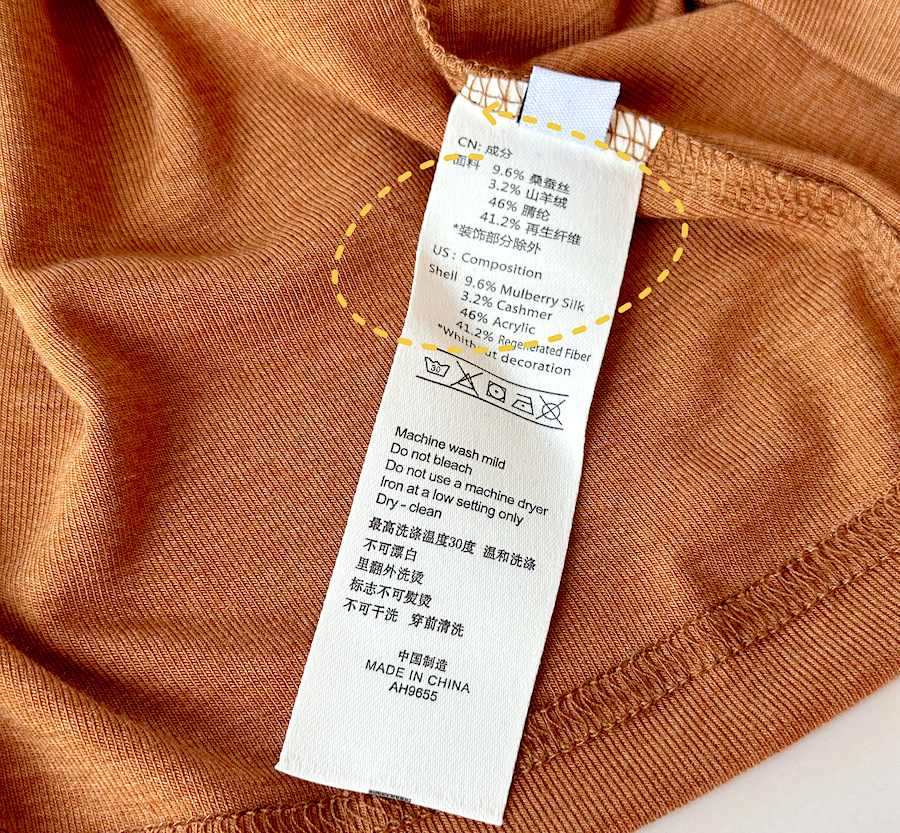 CN: 成分
面料 9.6% 桑蚕丝
3.2% 山羊绒
46% 腈纶
41.2% 再生纤维
*装饰部分除外
US : Composition
Shell 9.6% Mulberry Silk
3.2% Cashmer
46% Acrylic
41.2% Regenerated Fiber
*Whithout decoration
30
Machine wash mild
Do not bleach
Do not use a machine dryer
Iron at a low setting only
Dry - clean
最高洗涤温度30度 温和洗涤
不可漂白
里翻外洗烫
标志不可熨烫
不可干洗 穿前清洗
中国制造
MADE IN CHINA
AH9655